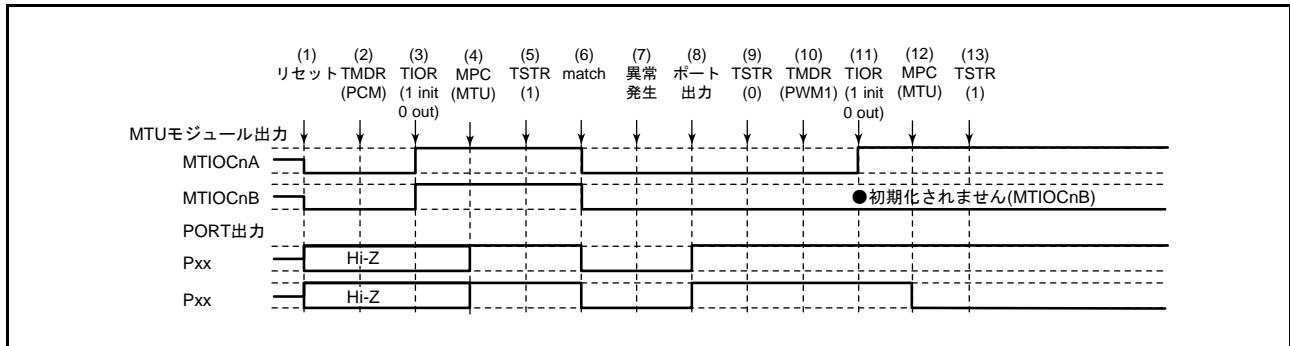 (1) (2) (3) (4) (5) (6) (7) (8) (9) (10) (11) (12) (13)
リセット TMDR TIOR MPC TSTR match 異常 ポート TSTR TMDR TIOR MPC TSTR
(PCM) (1 init (MTU) (1) 発生 出力 (0) (PWM1) (1 init (MTU) (1)
0 out) 0 out)
MTUモジュール出力
MTIOCnA
MTIOCnB ●初期化されません(MTIOCnB)
PORT出力
Pxx Hi-Z
Pxx Hi-Z